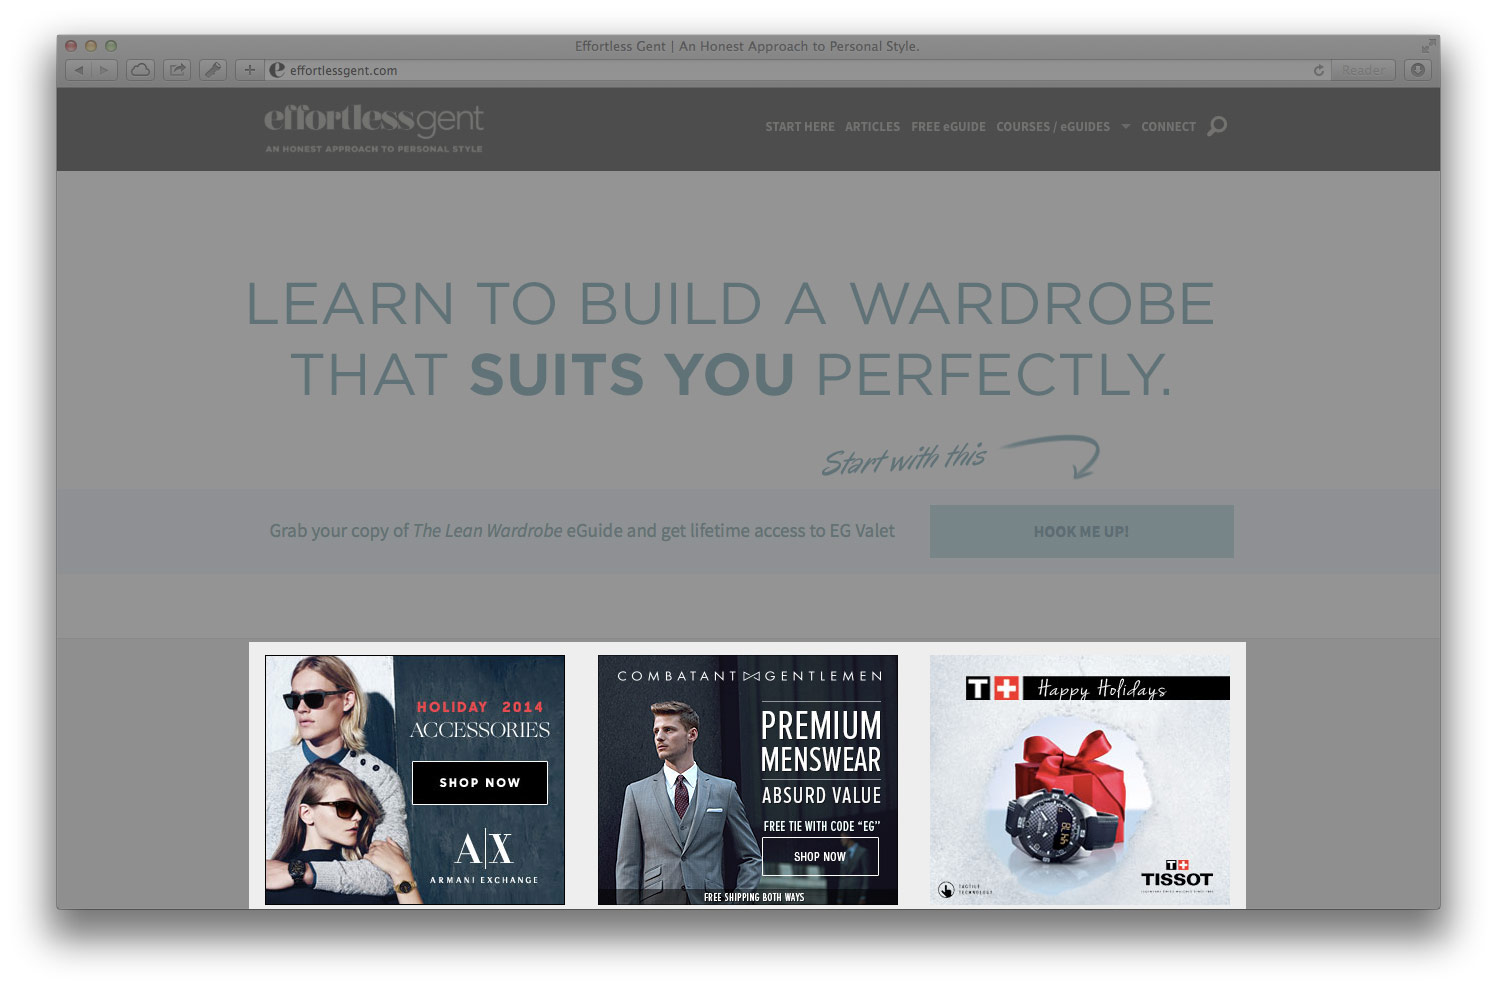 Effortless Gent | An Honest Approach to Personal Style.
effortlessgent.com
Reader
effortlessgent
AN HONEST APPROACH TO PERSONAL STYLE
START HERE ARTICLES FREE eGUIDE COURSES / eGUIDES CONNECT
LEARN TO BUILD A WARDROBE
THAT SUITS YOU PERFECTLY.
Start with this
Grab your copy of The Lean Wardrobe eGuide and get lifetime access to EG Valet
HOOK ME UP!
HOLIDAY 2014
ACCESSORIES
SHOP NOW
A|X
ARMANI EXCHANGE
COMBATANT GENTLEMEN
PREMIUM
MENSWEAR
ABSURD VALUE
FREE TIE WITH CODE “EG”
SHOP NOW
FREE SHIPPING BOTH WAYS
T+ Happy Holidays
TACTILE
TECHNOLOGY
T+
TISSOT